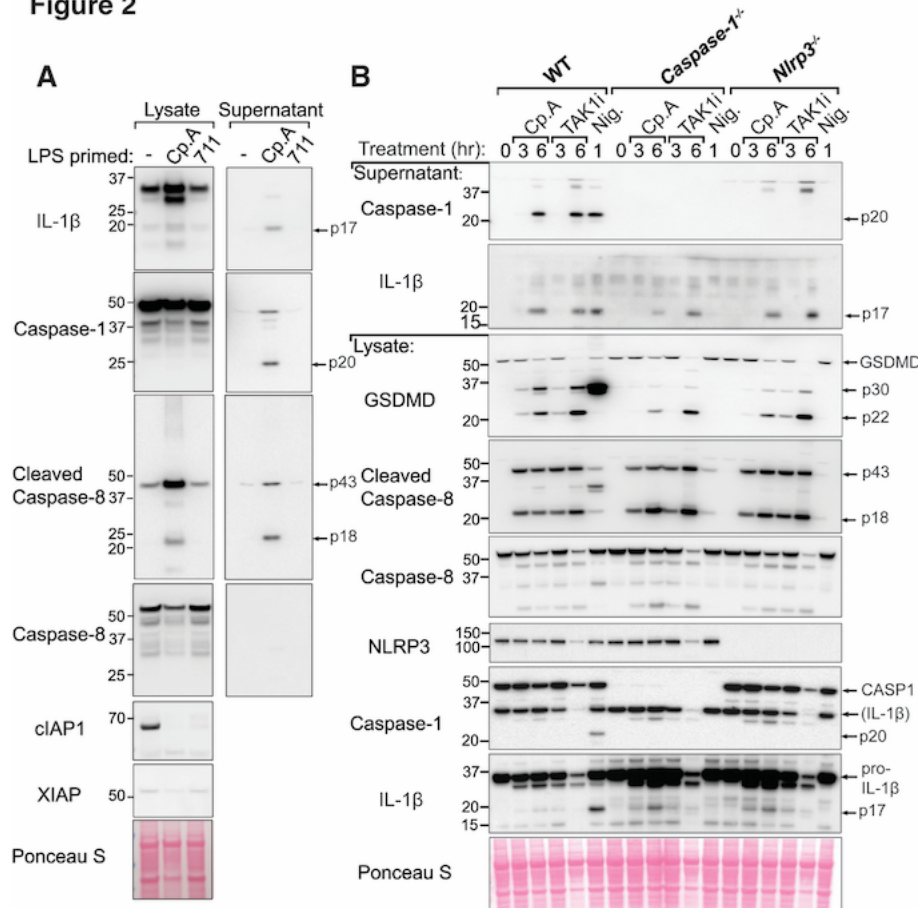 Figure 2
A
Lysate Supernatant
LPS primed: - Cp.A 711 - Cp.A 711
IL-1β
37-
25-
20-
p17
Caspase-1
50-
37-
25-
p20
Cleaved
Caspase-8
50-
37-
25-
20-
p43
p18
Caspase-8
50-
37-
25-
cIAP1
70-
XIAP
50-
Ponceau S
B
WT Caspase-1-/- Nlrp3-/-
Cp.A TAK1i Nig. Cp.A TAK1i Nig. Cp.A TAK1i Nig.
Treatment (hr): 0 3 6 3 6 1 0 3 6 3 6 1 0 3 6 3 6 1
Supernatant:
Caspase-1
37-
20-
p20
IL-1β
20-
15-
p17
Lysate:
GSDMD
50-
37-
20-
GSDMD
p30
p22
Cleaved
Caspase-8
50-
37-
20-
p43
p18
Caspase-8
50-
37-
NLRP3
150-
100-
Caspase-1
50-
20-
CASP1
(IL-1β)
p20
IL-1β
37-
20-
15-
pro-
IL-1β
p17
Ponceau S